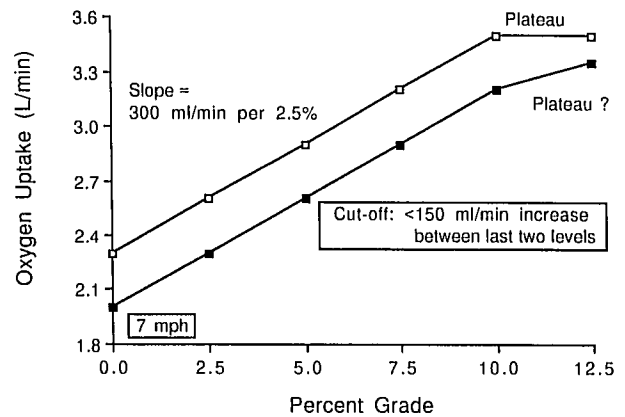 3.6
3.3
3.0
2.7
2.4
2.1
1.8
Oxygen Uptake (L/min)
Plateau
Slope =
300 ml/min per 2.5%
Plateau ?
Cut-off: <150 ml/min increase
between last two levels
7 mph
0.0 2.5 5.0 7.5 10.0 12.5
Percent Grade